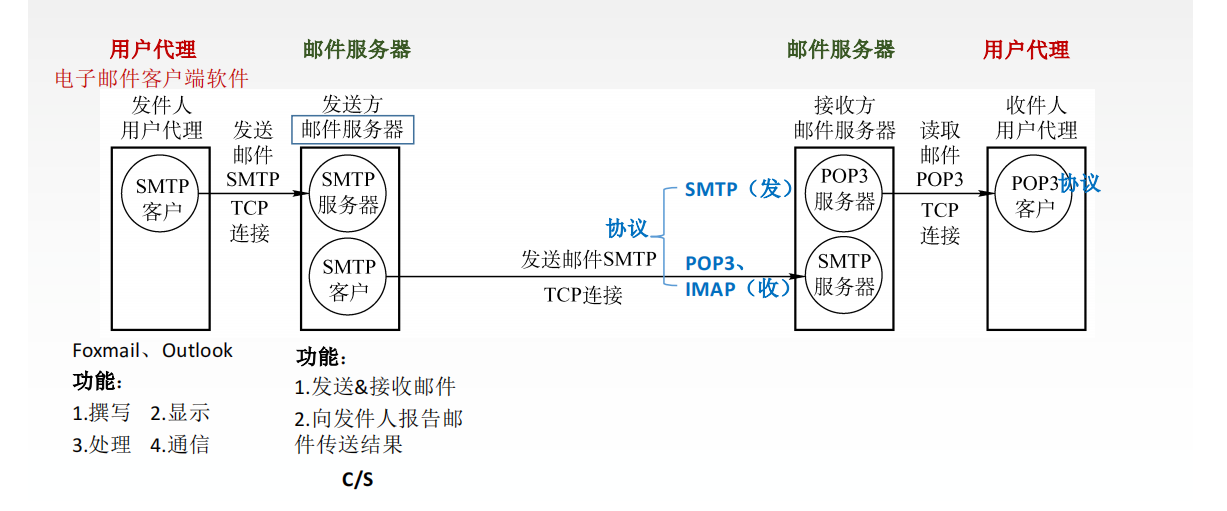 用户代理
邮件服务器
邮件服务器
用户代理
电子邮件客户端软件
发件人
用户代理
发送
邮件
SMTP
TCP
连接
发送方
邮件服务器
接收方
邮件服务器
读取
邮件
POP3
TCP
连接
收件人
用户代理
SMTP
客户
SMTP
服务器
SMTP
客户
发送邮件SMTP
TCP连接
协议
SMTP（发）
POP3、
IMAP（收）
POP3
服务器
SMTP
服务器
POP3
客户
协议
Foxmail、Outlook
功能：
1.撰写 2.显示
3.处理 4.通信
功能：
1.发送&接收邮件
2.向发件人报告邮
件传送结果
C/S